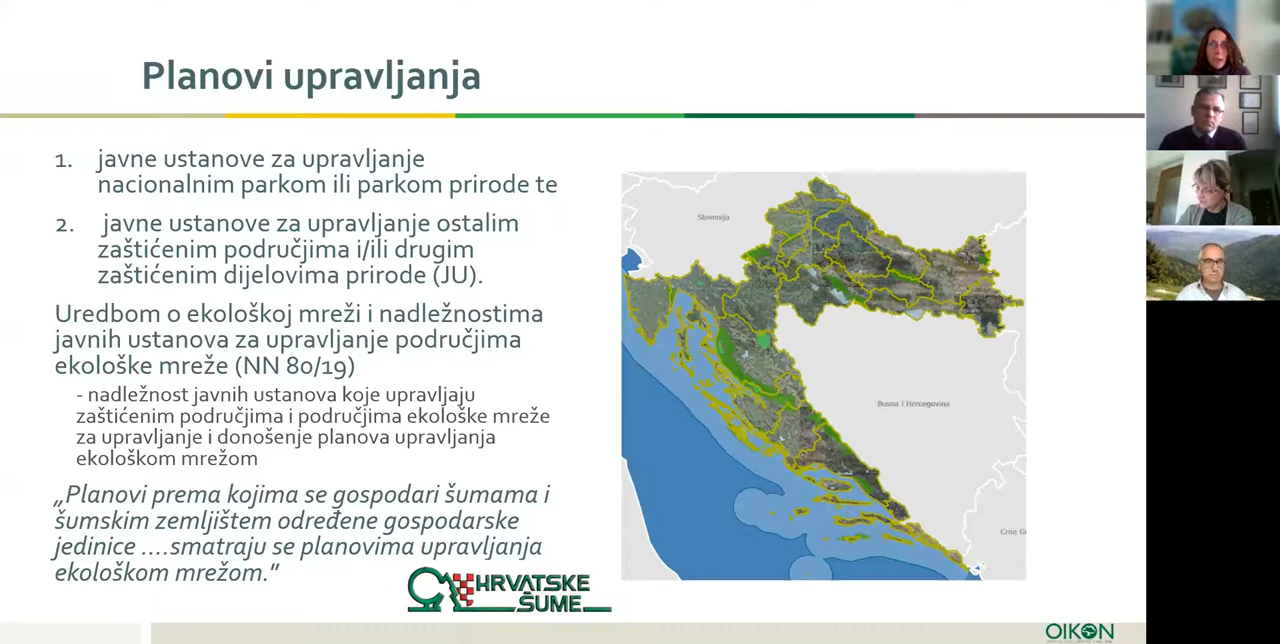 Planovi upravljanja
1. javne ustanove za upravljanje
nacionalnim parkom ili parkom prirode te
2. javne ustanove za upravljanje ostalim
zaštićenim područjima i/ili drugim
zaštićenim dijelovima prirode (JU).
Uredbom o ekološkoj mreži i nadležnostima
javnih ustanova za upravljanje područjima
ekološke mreže (NN 80/19)
- nadležnost javnih ustanova koje upravljaju
zaštićenim područjima i područjima ekološke mreže
za upravljanje i donošenje planova upravljanja
ekološkom mrežom
„Planovi prema kojima se gospodari šumama i
šumskim zemljištem određene gospodarske
jedinice ....smatraju se planovima upravljanja
ekološkom mrežom.”
HRVATSKE
ŠUME
Slovenija
Bosna i Hercegovina
Crna G
OIKON